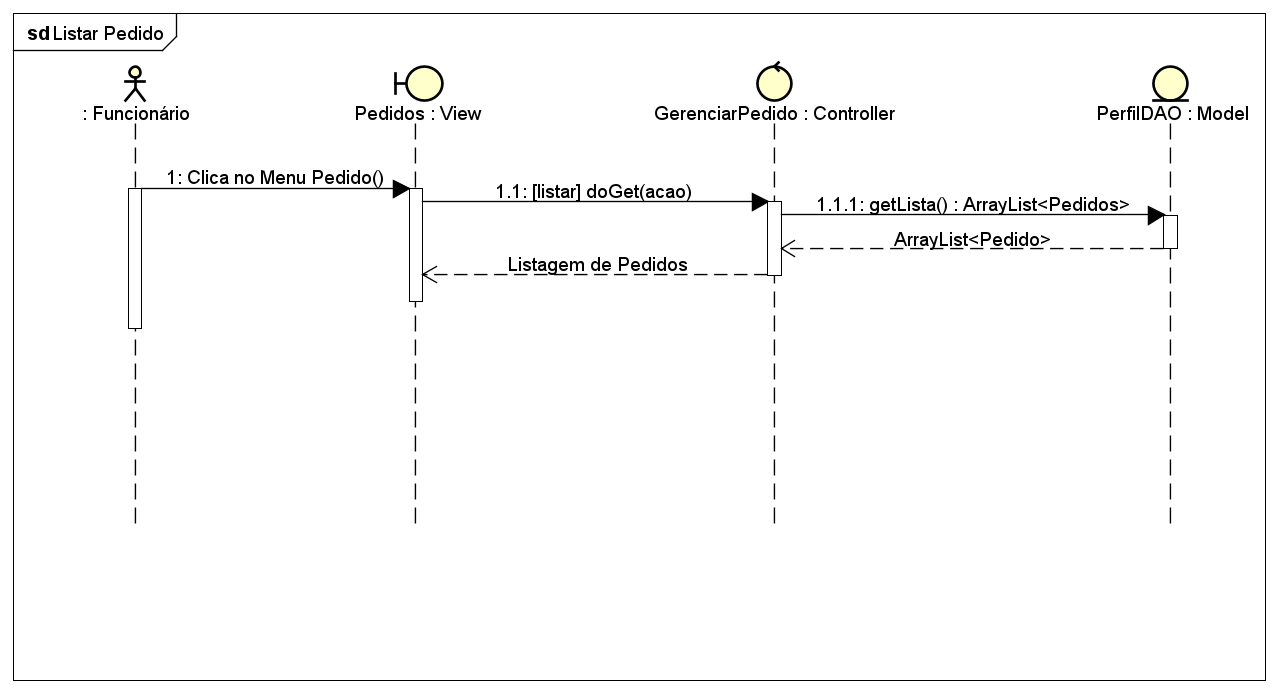 sd Listar Pedido
: Funcionário
Pedidos : View
GerenciarPedido : Controller
PerfilDAO : Model
1: Clica no Menu Pedido()
1.1: [listar] doGet(acao)
1.1.1: getLista() : ArrayList<Pedidos>
ArrayList<Pedido>
Listagem de Pedidos